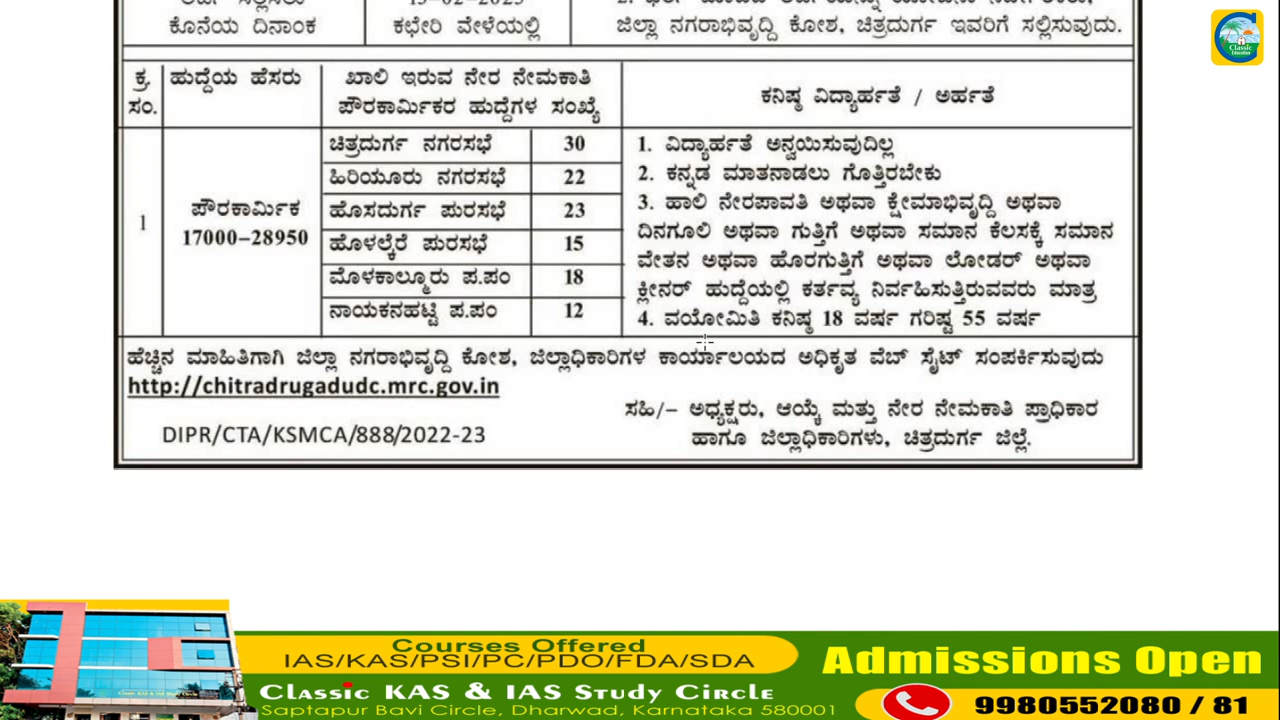 ಕೊನೆಯ ದಿನಾಂಕ
ಕಛೇರಿ ವೇಳೆಯಲ್ಲಿ
ಜಿಲ್ಲಾ ನಗರಾಭಿವೃದ್ಧಿ ಕೋಶ, ಚಿತ್ರದುರ್ಗ ಇವರಿಗೆ ಸಲ್ಲಿಸುವುದು.
ಕ್ರ. ಸಂ.
ಹುದ್ದೆಯ ಹೆಸರು
ಖಾಲಿ ಇರುವ ನೇರ ನೇಮಕಾತಿ
ಪೌರಕಾರ್ಮಿಕರ ಹುದ್ದೆಗಳ ಸಂಖ್ಯೆ
ಕನಿಷ್ಠ ವಿದ್ಯಾರ್ಹತೆ / ಅರ್ಹತೆ
1
ಪೌರಕಾರ್ಮಿಕ
17000-28950
ಚಿತ್ರದುರ್ಗ ನಗರಸಭೆ 30
ಹಿರಿಯೂರು ನಗರಸಭೆ 22
ಹೊಸದುರ್ಗ ಪುರಸಭೆ 23
ಹೊಳಲ್ಕೆರೆ ಪುರಸಭೆ 15
ಮೊಳಕಾಲ್ಮೂರು ಪ.ಪಂ 18
ನಾಯಕನಹಟ್ಟಿ ಪ.ಪಂ 12
1. ವಿದ್ಯಾರ್ಹತೆ ಅನ್ವಯಿಸುವುದಿಲ್ಲ
2. ಕನ್ನಡ ಮಾತನಾಡಲು ಗೊತ್ತಿರಬೇಕು
3. ಹಾಲಿ ನೇರಪಾವತಿ ಅಥವಾ ಕ್ಷೇಮಾಭಿವೃದ್ಧಿ ಅಥವಾ
ದಿನಗೂಲಿ ಅಥವಾ ಗುತ್ತಿಗೆ ಅಥವಾ ಸಮಾನ ಕೆಲಸಕ್ಕೆ ಸಮಾನ
ವೇತನ ಅಥವಾ ಹೊರಗುತ್ತಿಗೆ ಅಥವಾ ಲೋಡರ್ ಅಥವಾ
ಕ್ಲೀನರ್ ಹುದ್ದೆಯಲ್ಲಿ ಕರ್ತವ್ಯ ನಿರ್ವಹಿಸುತ್ತಿರುವವರು ಮಾತ್ರ
4. ವಯೋಮಿತಿ ಕನಿಷ್ಠ 18 ವರ್ಷ ಗರಿಷ್ಟ 55 ವರ್ಷ
ಹೆಚ್ಚಿನ ಮಾಹಿತಿಗಾಗಿ ಜಿಲ್ಲಾ ನಗರಾಭಿವೃದ್ಧಿ ಕೋಶ, ಜಿಲ್ಲಾಧಿಕಾರಿಗಳ ಕಾರ್ಯಾಲಯದ ಅಧಿಕೃತ ವೆಬ್ ಸೈಟ್ ಸಂಪರ್ಕಿಸುವುದು
http://chitradrugadudc.mrc.gov.in
ಸಹಿ/- ಅಧ್ಯಕ್ಷರು, ಆಯ್ಕೆ ಮತ್ತು ನೇರ ನೇಮಕಾತಿ ಪ್ರಾಧಿಕಾರ
DIPR/CTA/KSMCA/888/2022-23
ಹಾಗೂ ಜಿಲ್ಲಾಧಿಕಾರಿಗಳು, ಚಿತ್ರದುರ್ಗ ಜಿಲ್ಲೆ.
Classic
Education
Courses Offered
IAS/KAS/PSI/PC/PDO/FDA/SDA
Classic KAS & IAS Study Circle
Saptapur Bavi Circle, Dharwad, Karnataka 580001
Admissions Open
9980552080 / 81